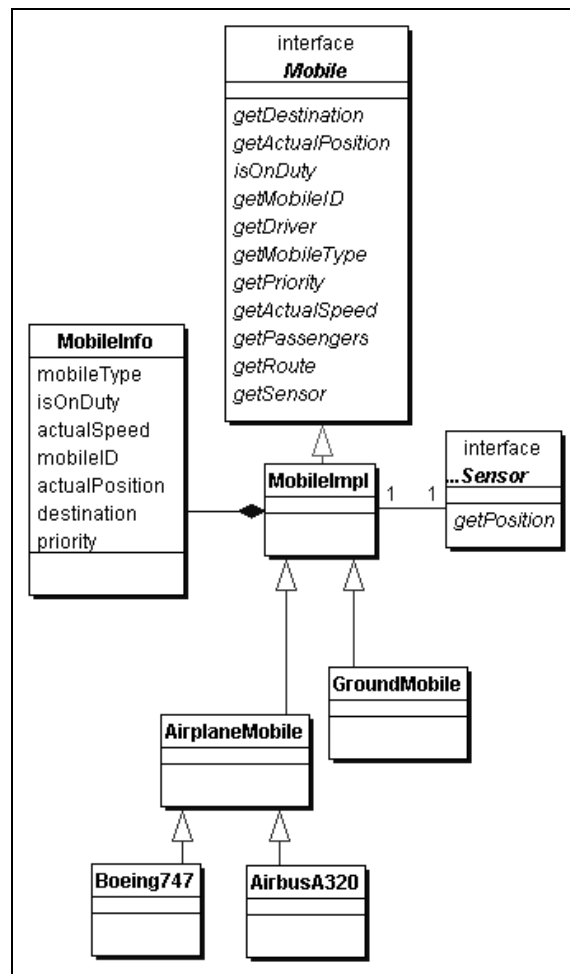 interface
Mobile
getDestination
getActualPosition
isOnDuty
getMobileID
getDriver
getMobileType
getPriority
getActualSpeed
getPassengers
getRoute
getSensor
MobileInfo
mobileType
isOnDuty
actualSpeed
mobileID
actualPosition
destination
priority
MobileImpl
1 1
interface
...Sensor
getPosition
GroundMobile
AirplaneMobile
Boeing747
AirbusA320